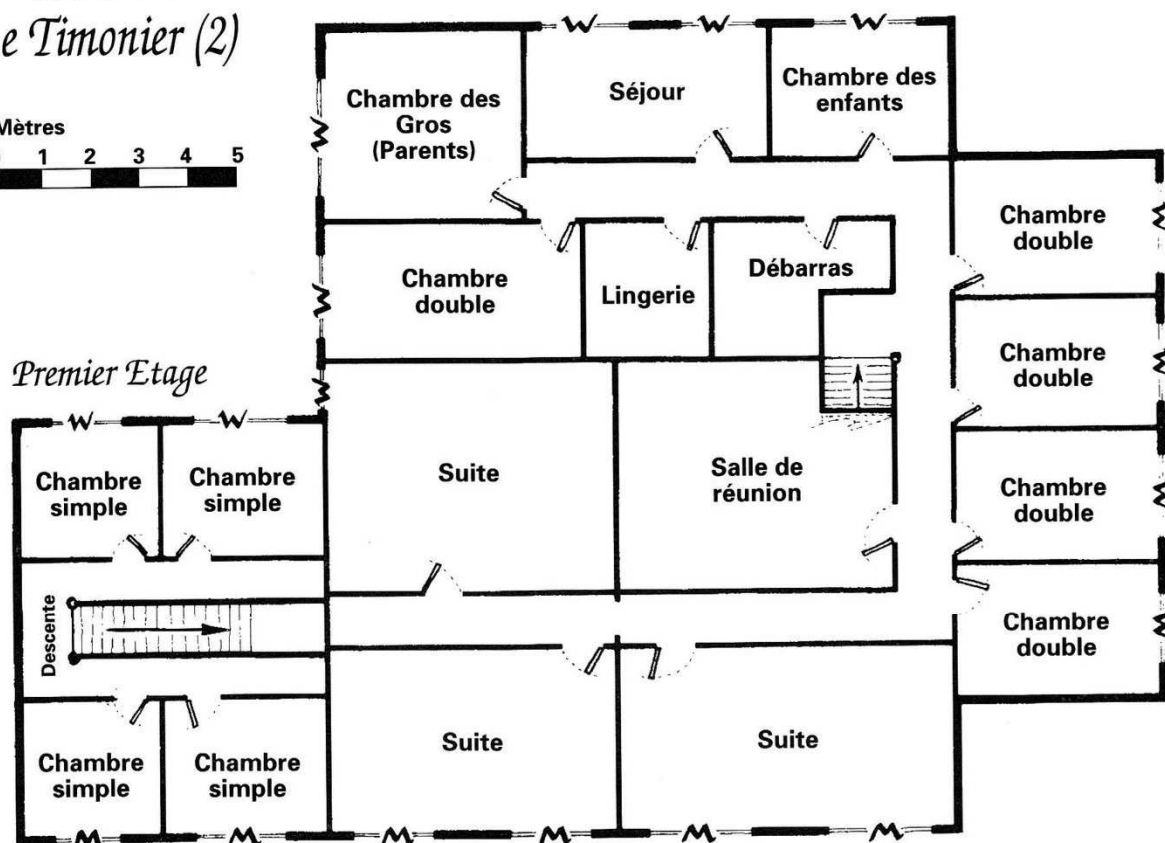 e Timonier (2)
Mètres
1 2 3 4 5
Chambre des
Gros
(Parents)
Séjour
Chambre des
enfants
Chambre
double
Chambre
double
Lingerie
Débarras
Chambre
double
Premier Etage
Chambre
simple
Chambre
simple
Suite
Salle de
réunion
Chambre
double
Descente
Chambre
double
Chambre
simple
Chambre
simple
Suite
Suite